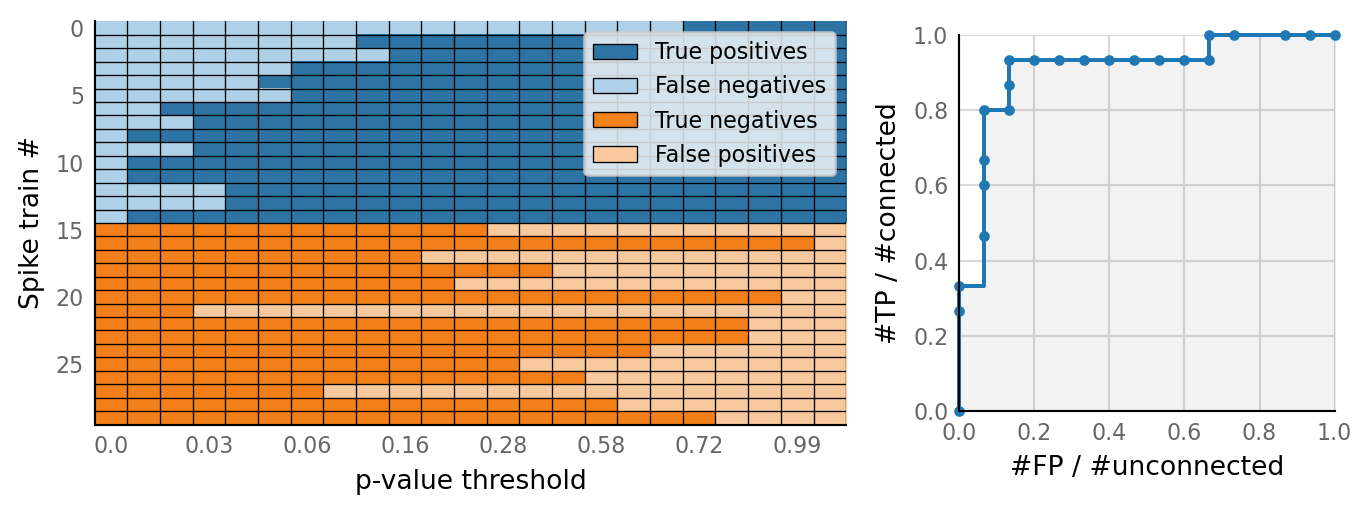 0
5
10
15
20
25
Spike train #
True positives
False negatives
True negatives
False positives
0.0 0.03 0.06 0.16 0.28 0.58 0.72 0.99
p-value threshold
1.0
0.8
0.6
0.4
0.2
0.0
#TP / #connected
0.0 0.2 0.4 0.6 0.8 1.0
#FP / #unconnected